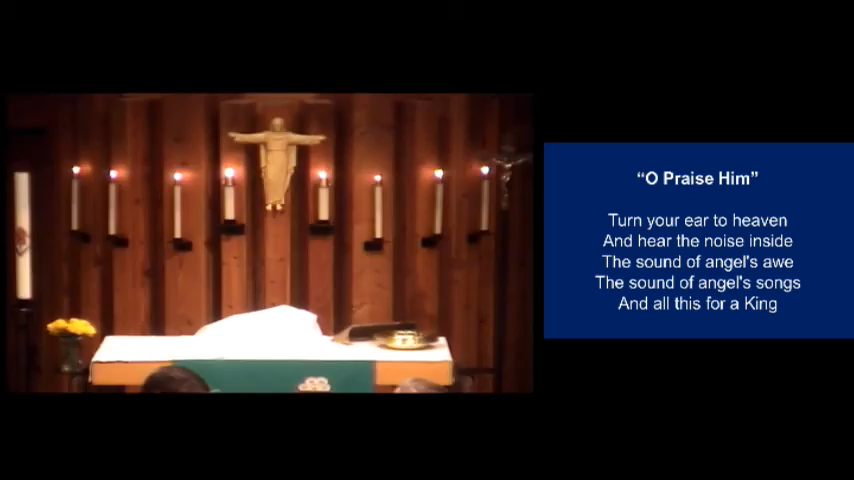 “O Praise Him”
Turn your ear to heaven
And hear the noise inside
The sound of angel's awe
The sound of angel's songs
And all this for a King